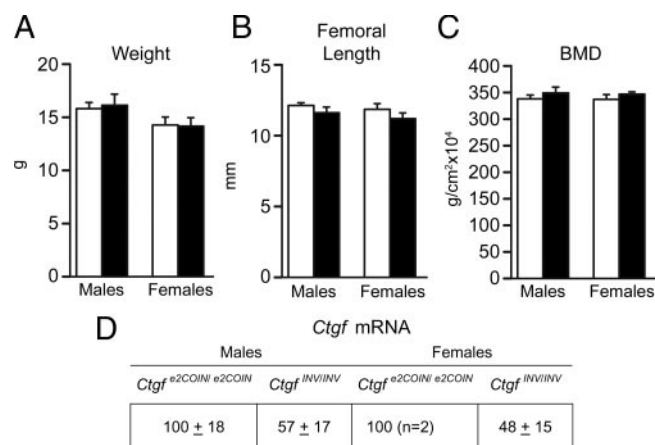 A
Weight
20
15
10
5
0
g
Males Females
B
Femoral
Length
15
10
5
0
mm
Males Females
C
BMD
400
350
300
250
200
150
100
50
0
g/cm²x10⁴
Males Females
D
Ctgf mRNA
Males Females
Ctgf e2COIN/ e2COIN Ctgf INV/INV Ctgf e2COIN/ e2COIN Ctgf INV/INV
100 ± 18 57 ± 17 100 (n=2) 48 ± 15